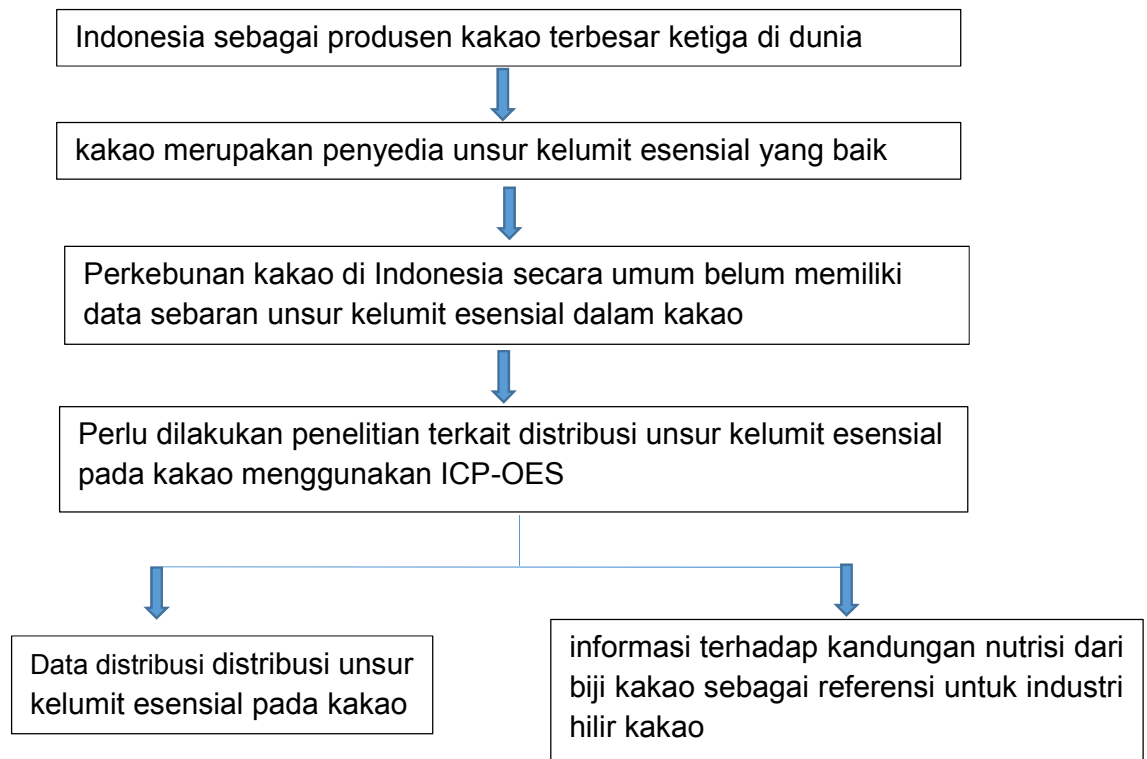 Indonesia sebagai produsen kakao terbesar ketiga di dunia
kakao merupakan penyedia unsur kelumit esensial yang baik
Perkebunan kakao di Indonesia secara umum belum memiliki
data sebaran unsur kelumit esensial dalam kakao
Perlu dilakukan penelitian terkait distribusi unsur kelumit esensial
pada kakao menggunakan ICP-OES
Data distribusi distribusi unsur
kelumit esensial pada kakao
informasi terhadap kandungan nutrisi dari
biji kakao sebagai referensi untuk industri
hilir kakao